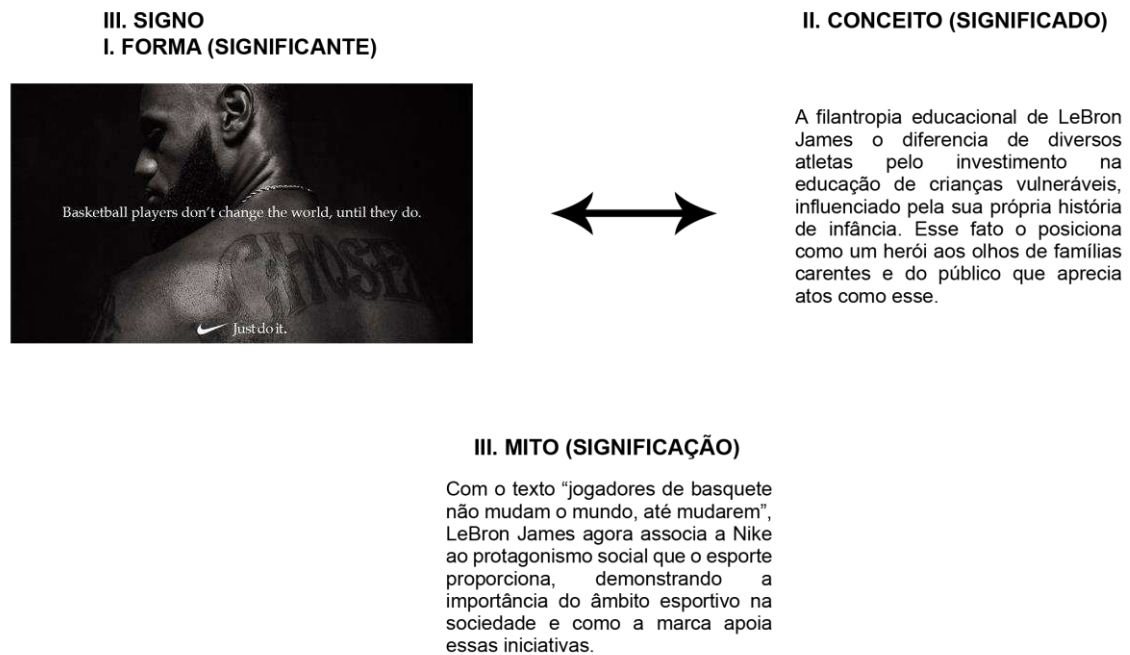 III. SIGNO
I. FORMA (SIGNIFICANTE)
II. CONCEITO (SIGNIFICADO)
Basketball players don't change the world, until they do.
CHOSE
Just do it.
A filantropia educacional de LeBron
James o diferencia de diversos
atletas pelo investimento na
educação de crianças vulneráveis,
influenciado pela sua própria história
de infância. Esse fato o posiciona
como um herói aos olhos de famílias
carentes e do público que aprecia
atos como esse.
III. MITO (SIGNIFICAÇÃO)
Com o texto “jogadores de basquete
não mudam o mundo, até mudarem”,
LeBron James agora associa a Nike
ao protagonismo social que o esporte
proporciona, demonstrando a
importância do âmbito esportivo na
sociedade e como a marca apoia
essas iniciativas.